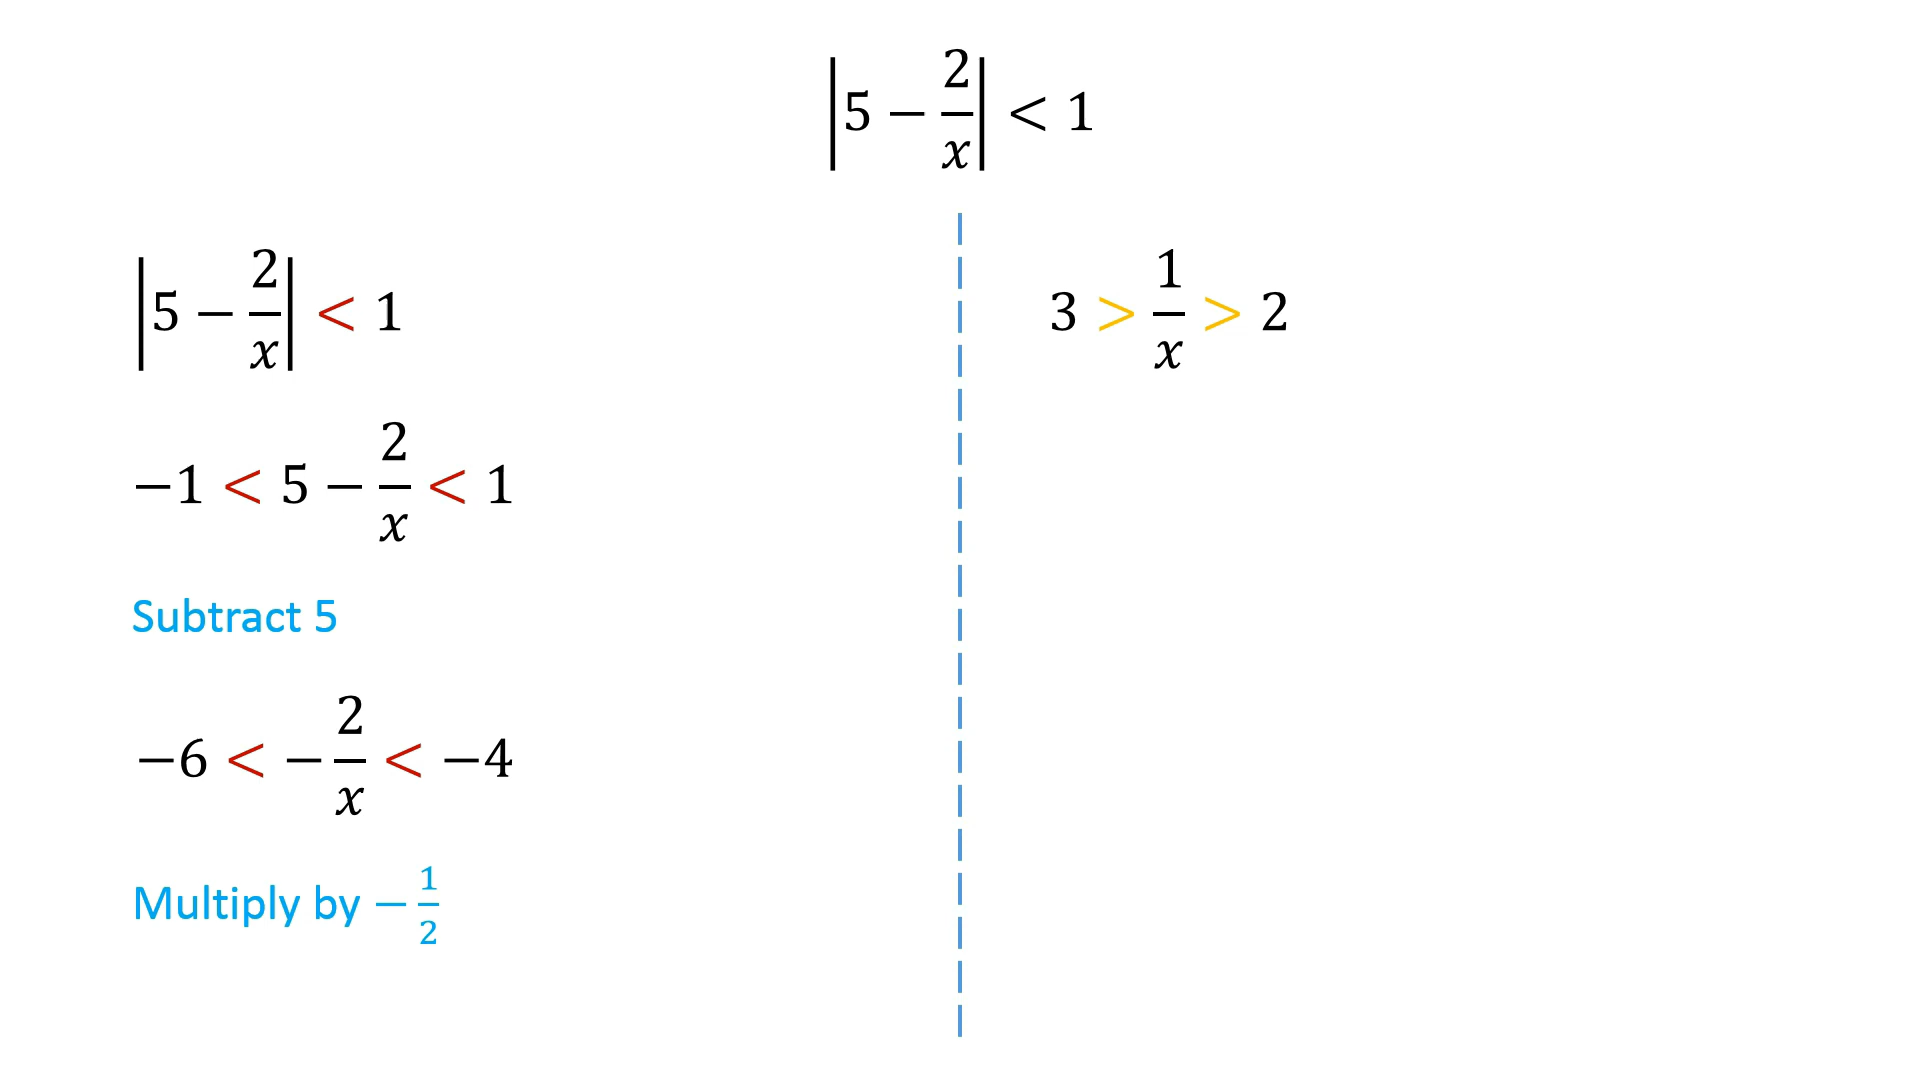 |5 − 2/x| < 1
|5 − 2/x| < 1
−1 < 5 − 2/x < 1
Subtract 5
−6 < − 2/x < −4
Multiply by − 1/2
3 > 1/x > 2